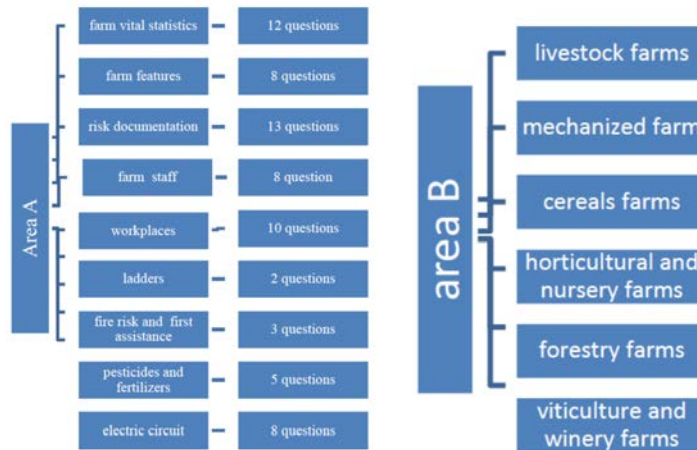 Area A
farm vital statistics
12 questions
farm features
8 questions
risk documentation
13 questions
farm staff
8 question
workplaces
10 questions
ladders
2 questions
fire risk and first
assistance
3 questions
pesticides and
fertilizers
5 questions
electric circuit
8 questions
area B
livestock farms
mechanized farm
cereals farms
horticultural and
nursery farms
forestry farms
viticulture and
winery farms